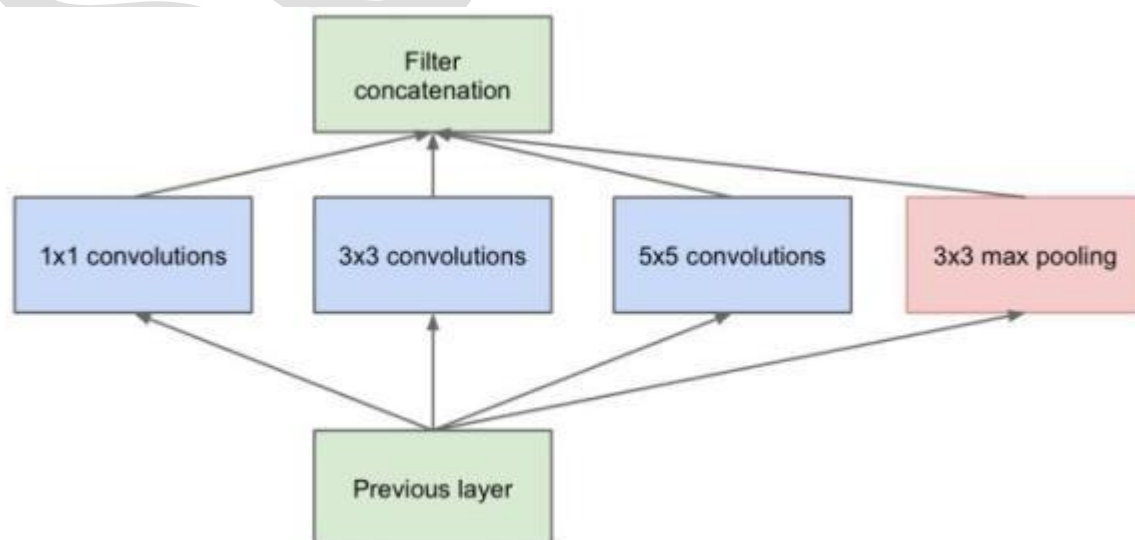 Filter
concatenation
1x1 convolutions
3x3 convolutions
5x5 convolutions
3x3 max pooling
Previous layer